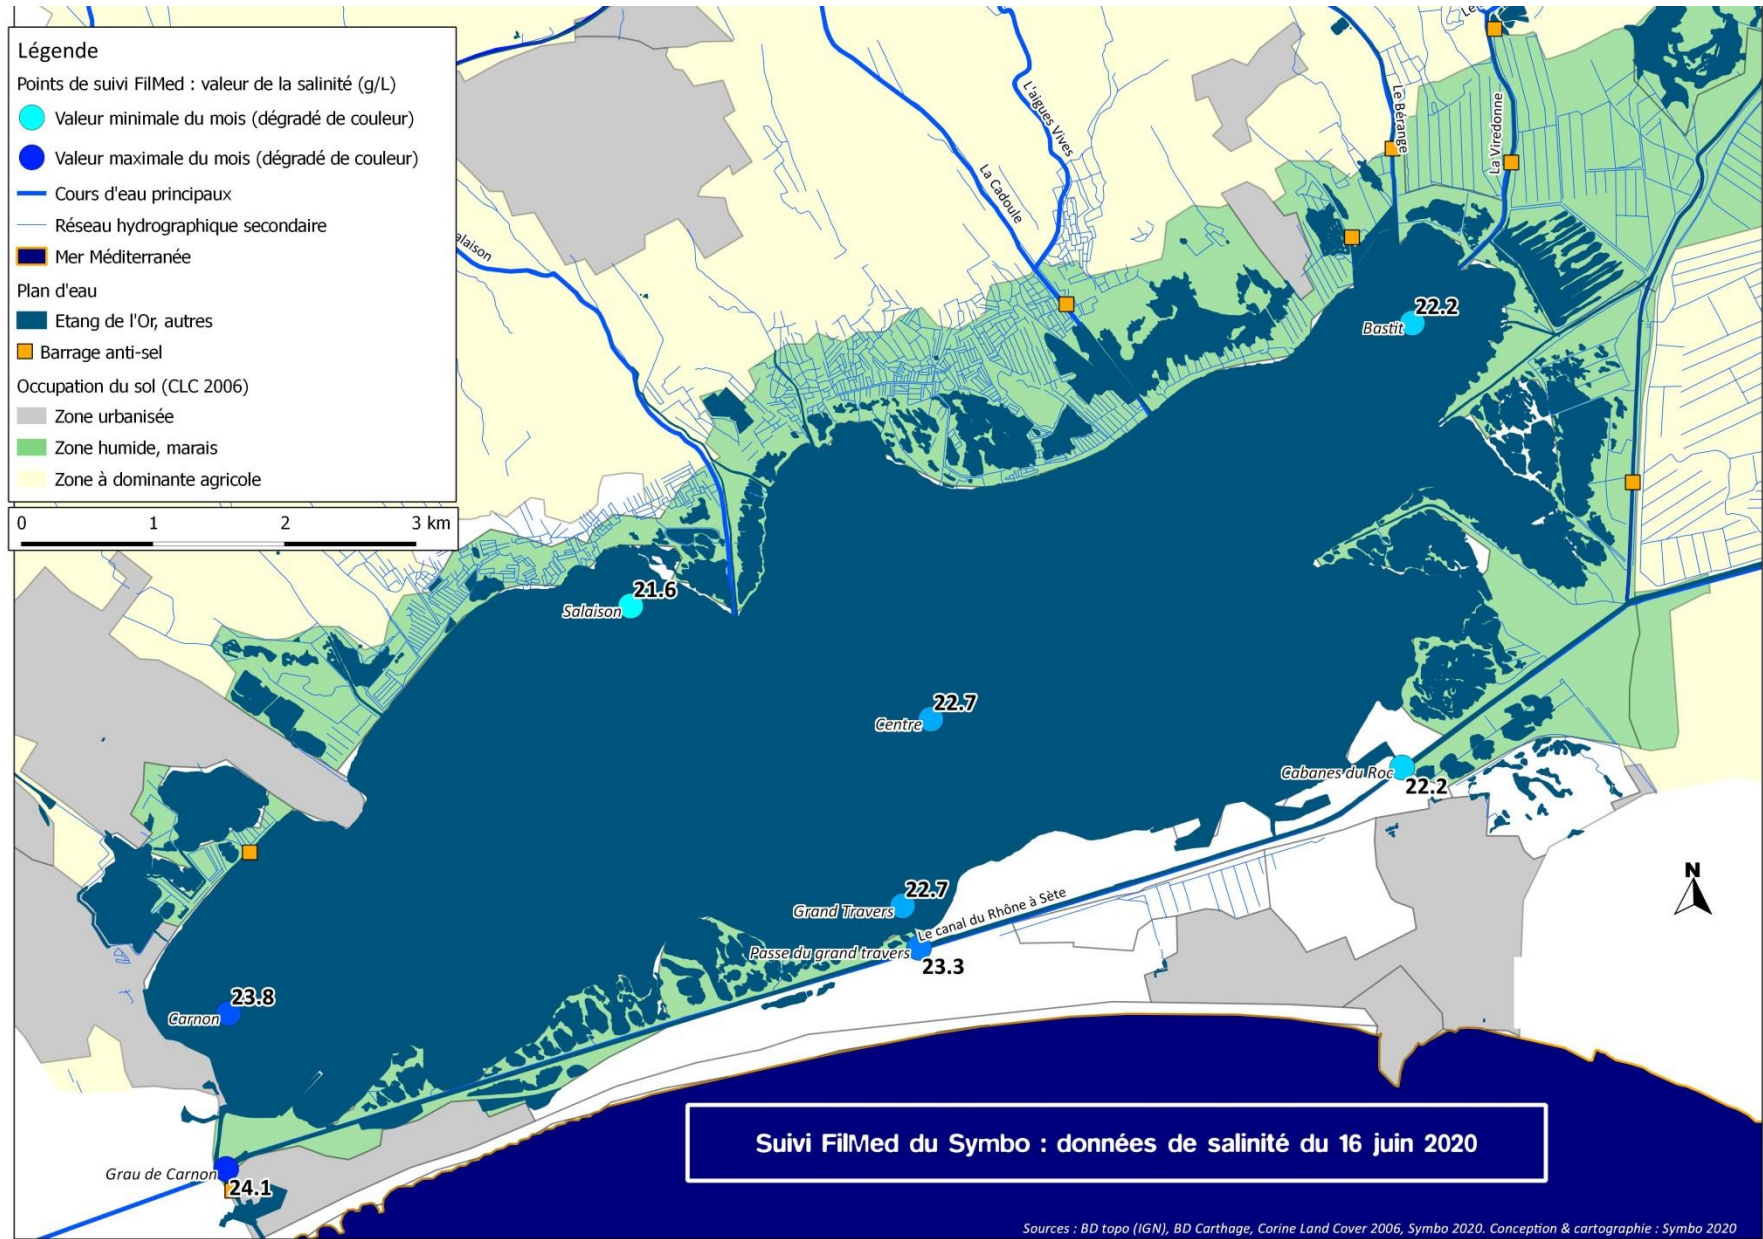 Légende
Points de suivi FilMed : valeur de la salinité (g/L)
Valeur minimale du mois (dégradé de couleur)
Valeur maximale du mois (dégradé de couleur)
Cours d'eau principaux
Réseau hydrographique secondaire
Mer Méditerranée
Plan d'eau
Etang de l'Or, autres
Barrage anti-sel
Occupation du sol (CLC 2006)
Zone urbanisée
Zone humide, marais
Zone à dominante agricole
0 1 2 3 km
alaison
La Cadoule
L'aigues Vives
Le Bérange
La Viredonne
22.2
Bastit
21.6
Salaison
22.7
Centre
Cabanes du Roc
22.2
22.7
Grand Travers
Le canal du Rhône à Sète
Passe du grand travers
23.3
23.8
Carnon
Grau de Carnon
24.1
N
Suivi FilMed du Symbo : données de salinité du 16 juin 2020
Sources : BD topo (IGN), BD Carthage, Corine Land Cover 2006, Symbo 2020. Conception & cartographie : Symbo 2020